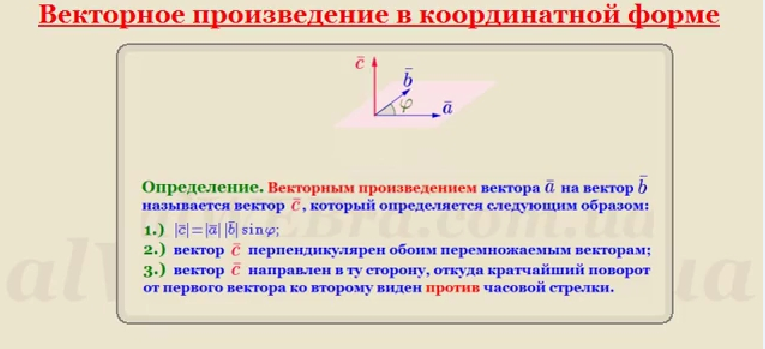 Векторное произведение в координатной форме
c̄
b̄
φ
ā
Определение. Векторным произведением вектора ā на вектор b̄
называется вектор c̄, который определяется следующим образом:
1.) |c̄|=|ā||b̄| sinφ;
2.) вектор c̄ перпендикулярен обоим перемножаемым векторам;
3.) вектор c̄ направлен в ту сторону, откуда кратчайший поворот
от первого вектора ко второму виден против часовой стрелки.